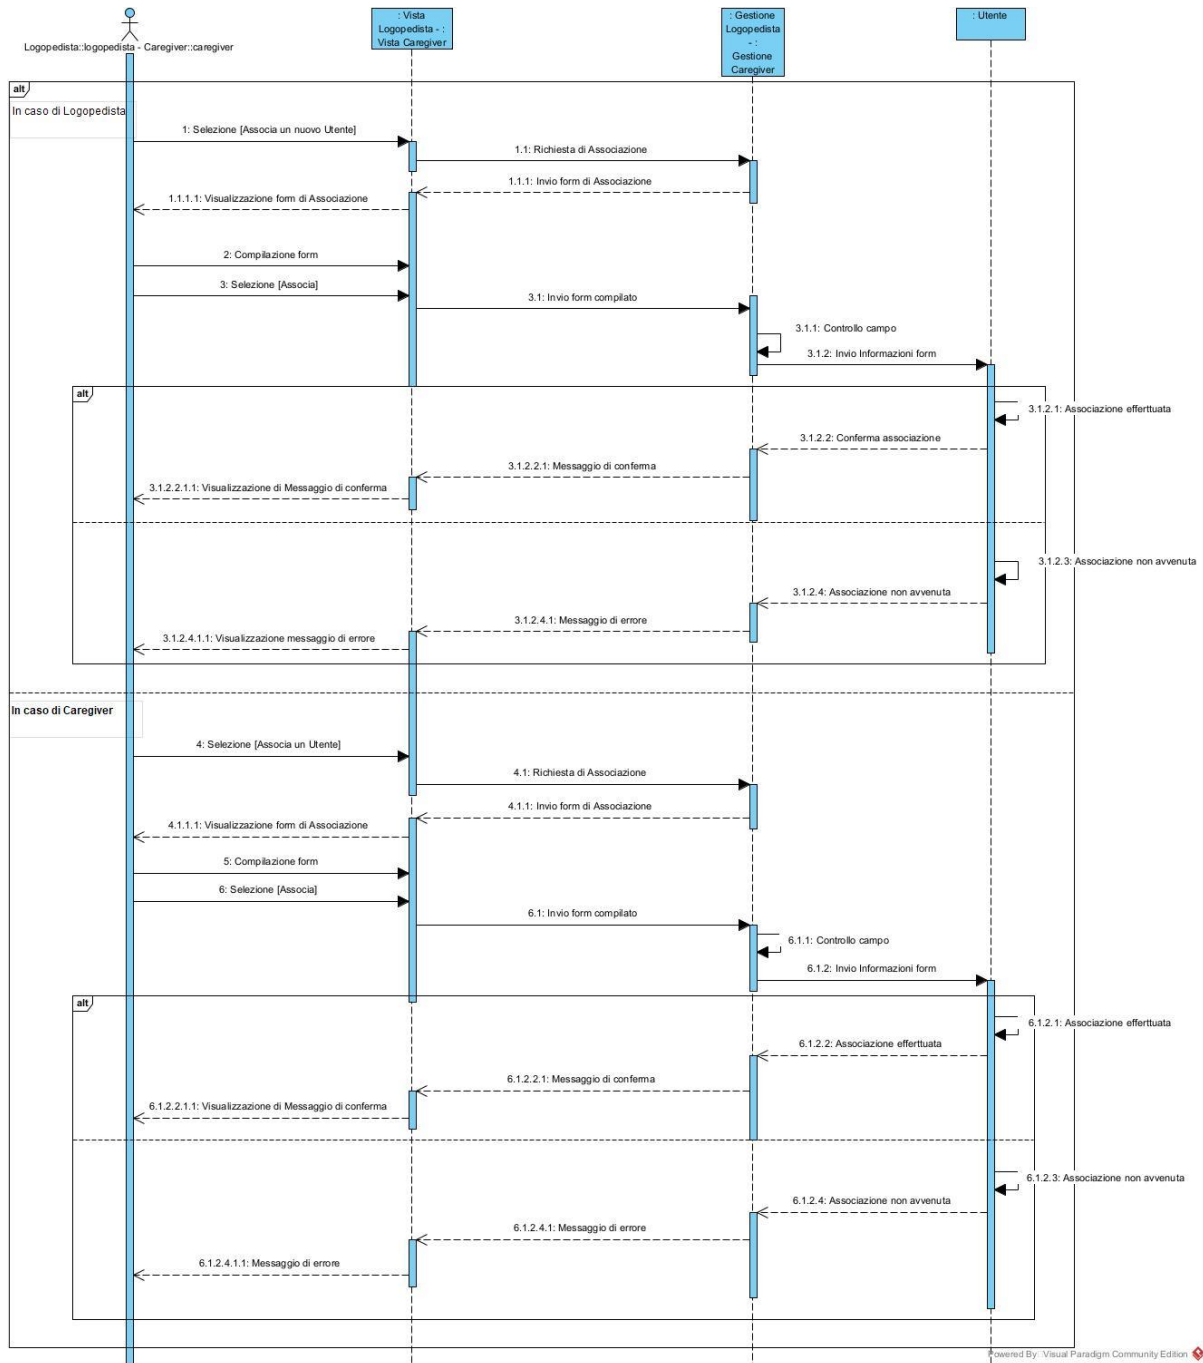 Logopedista::logopedista - Caregiver::caregiver
: Vista
Logopedista - :
Vista Caregiver
: Gestione
Logopedista
- :
Gestione
Caregiver
: Utente
alt
In caso di Logopedista
1: Selezione [Associa un nuovo Utente]
1.1: Richiesta di Associazione
1.1.1: Invio form di Associazione
1.1.1.1: Visualizzazione form di Associazione
2: Compilazione form
3: Selezione [Associa]
3.1: Invio form compilato
3.1.1: Controllo campo
3.1.2: Invio Informazioni form
alt
3.1.2.1: Associazione efferttuata
3.1.2.2: Conferma associazione
3.1.2.2.1: Messaggio di conferma
3.1.2.2.1.1: Visualizzazione di Messaggio di conferma
3.1.2.3: Associazione non avvenuta
3.1.2.4: Associazione non avvenuta
3.1.2.4.1: Messaggio di errore
3.1.2.4.1.1: Visualizzazione messaggio di errore
In caso di Caregiver
4: Selezione [Associa un Utente]
4.1: Richiesta di Associazione
4.1.1: Invio form di Associazione
4.1.1.1: Visualizzazione form di Associazione
5: Compilazione form
6: Selezione [Associa]
6.1: Invio form compilato
6.1.1: Controllo campo
6.1.2: Invio Informazioni form
alt
6.1.2.1: Associazione efferttuata
6.1.2.2: Associazione efferttuata
6.1.2.2.1: Messaggio di conferma
6.1.2.2.1.1: Visualizzazione di Messaggio di conferma
6.1.2.3: Associazione non avvenuta
6.1.2.4: Associazione non avvenuta
6.1.2.4.1: Messaggio di errore
6.1.2.4.1.1: Messaggio di errore
Powered By Visual Paradigm Community Edition